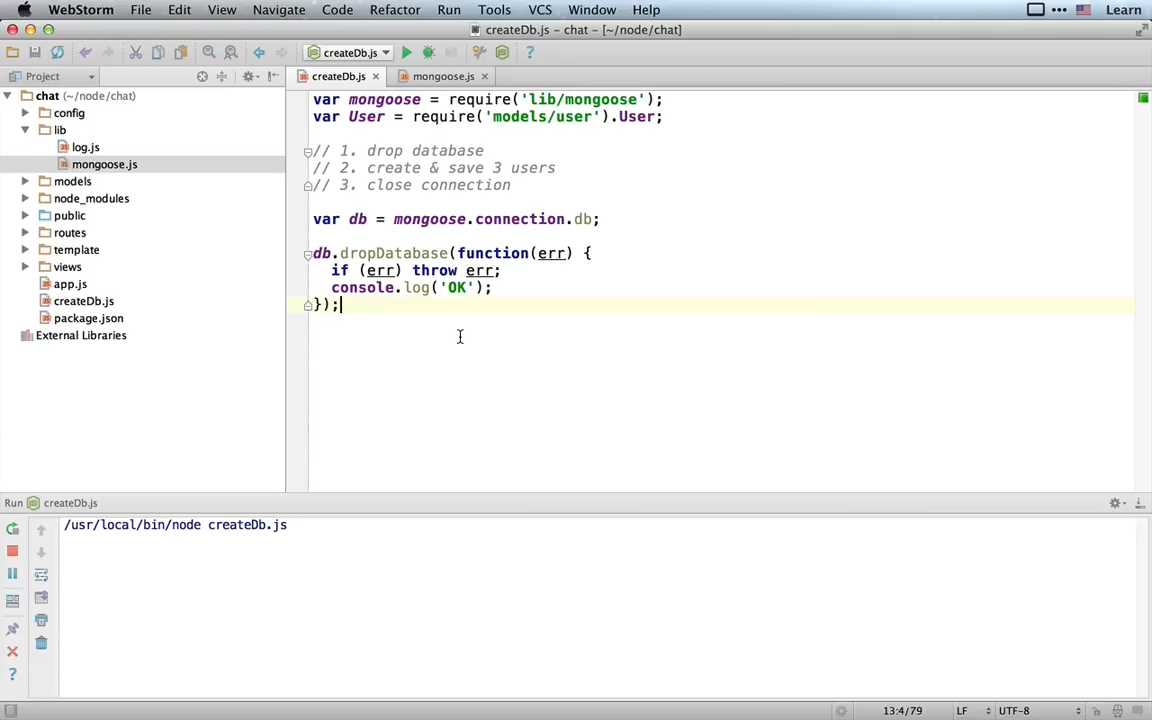 WebStorm File Edit View Navigate Code Refactor Run Tools VCS Window Help Learn
createDb.js - chat - [~/node/chat]
createDb.js
Project
createDb.js mongoose.js
chat (~/node/chat)
config
lib
log.js
mongoose.js
models
node_modules
public
routes
template
views
app.js
createDb.js
package.json
External Libraries
var mongoose = require('lib/mongoose');
var User = require('models/user').User;
// 1. drop database
// 2. create & save 3 users
// 3. close connection
var db = mongoose.connection.db;
db.dropDatabase(function(err) {
if (err) throw err;
console.log('OK');
});
Run createDb.js
/usr/local/bin/node createDb.js
13:4/79 LF UTF-8